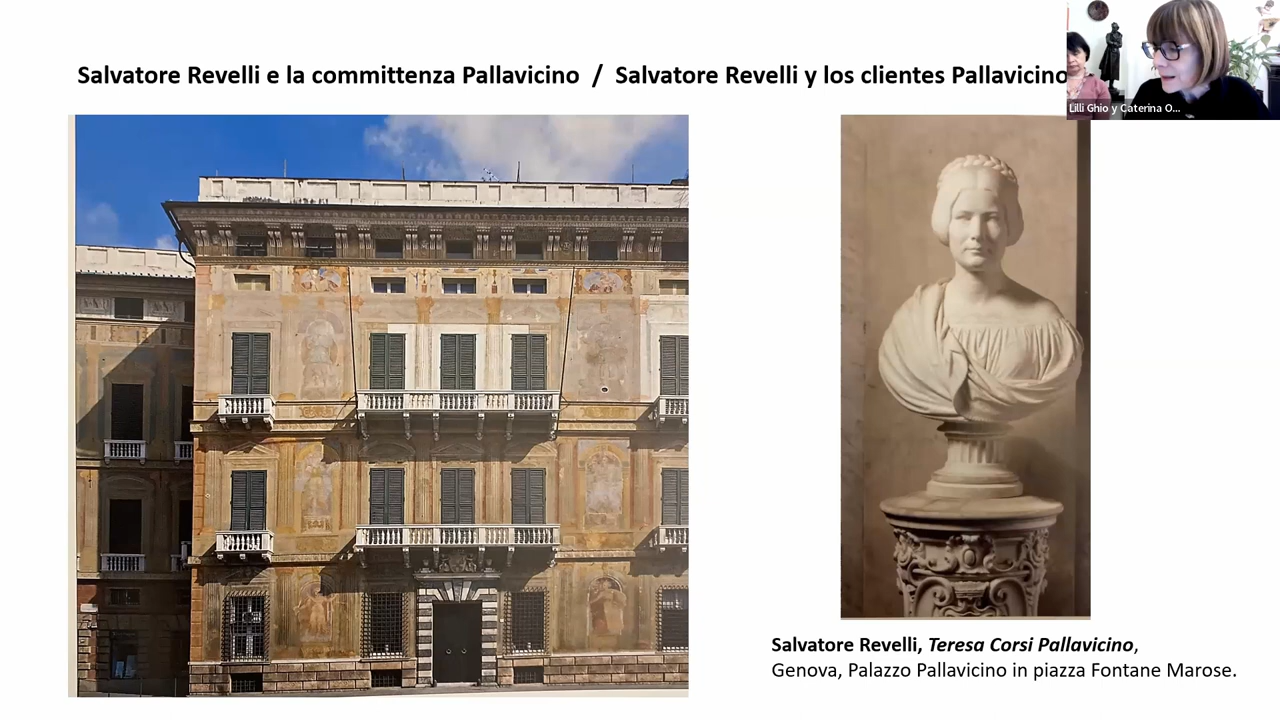 Salvatore Revelli e la committenza Pallavicino / Salvatore Revelli y los clientes Pallavicino
Lilli Ghio y Caterina O...
Salvatore Revelli, Teresa Corsi Pallavicino,
Genova, Palazzo Pallavicino in piazza Fontane Marose.